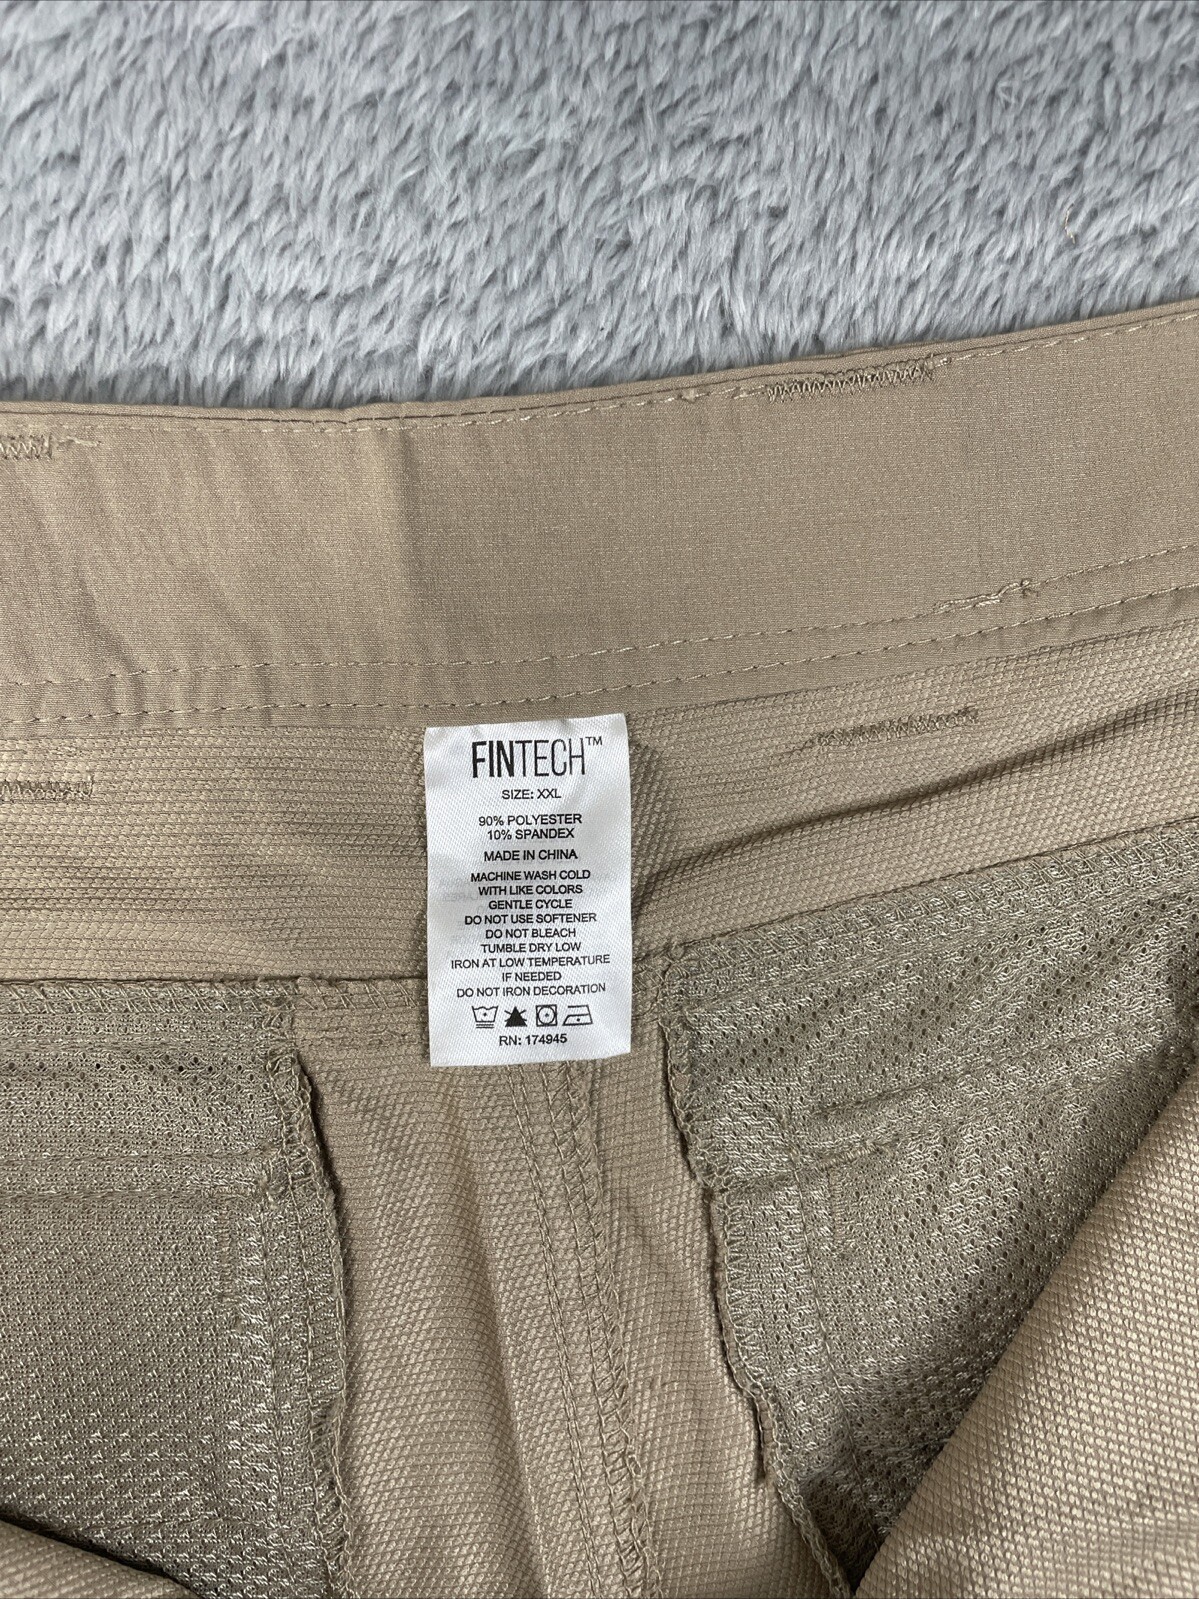 FINTECH™
SIZE: XXL
90% POLYESTER
10% SPANDEX
MADE IN CHINA
MACHINE WASH COLD
WITH LIKE COLORS
GENTLE CYCLE
DO NOT USE SOFTENER
DO NOT BLEACH
TUMBLE DRY LOW
IRON AT LOW TEMPERATURE
IF NEEDED
DO NOT IRON DECORATION
RN: 174945